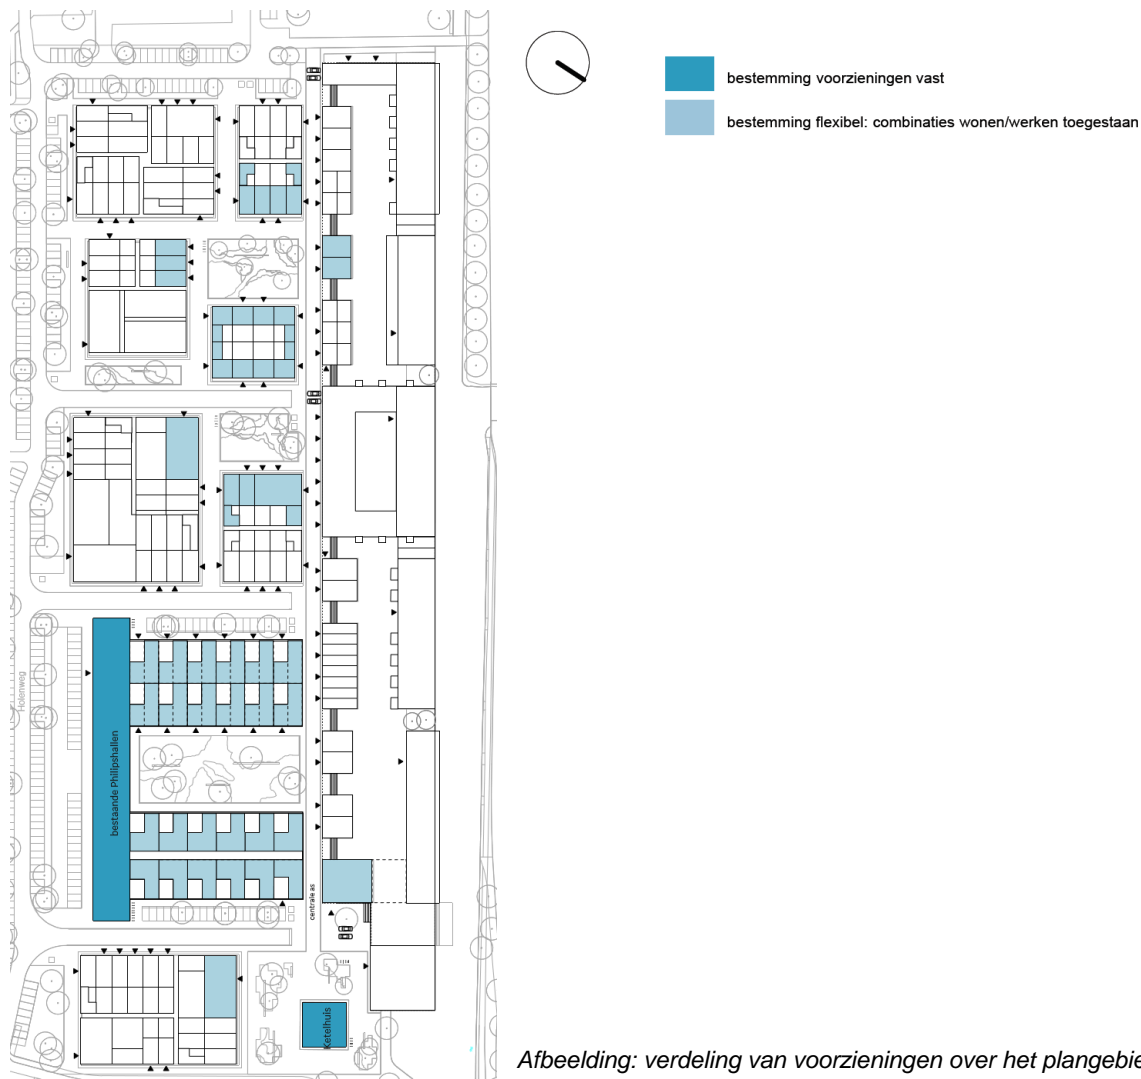 bestemming voorzieningen vast
bestemming flexibel: combinaties wonen/werken toegestaan
Holenweg
bestaande Philipshallen
centrale as
Ketelhuis
Afbeelding: verdeling van voorzieningen over het plangebie